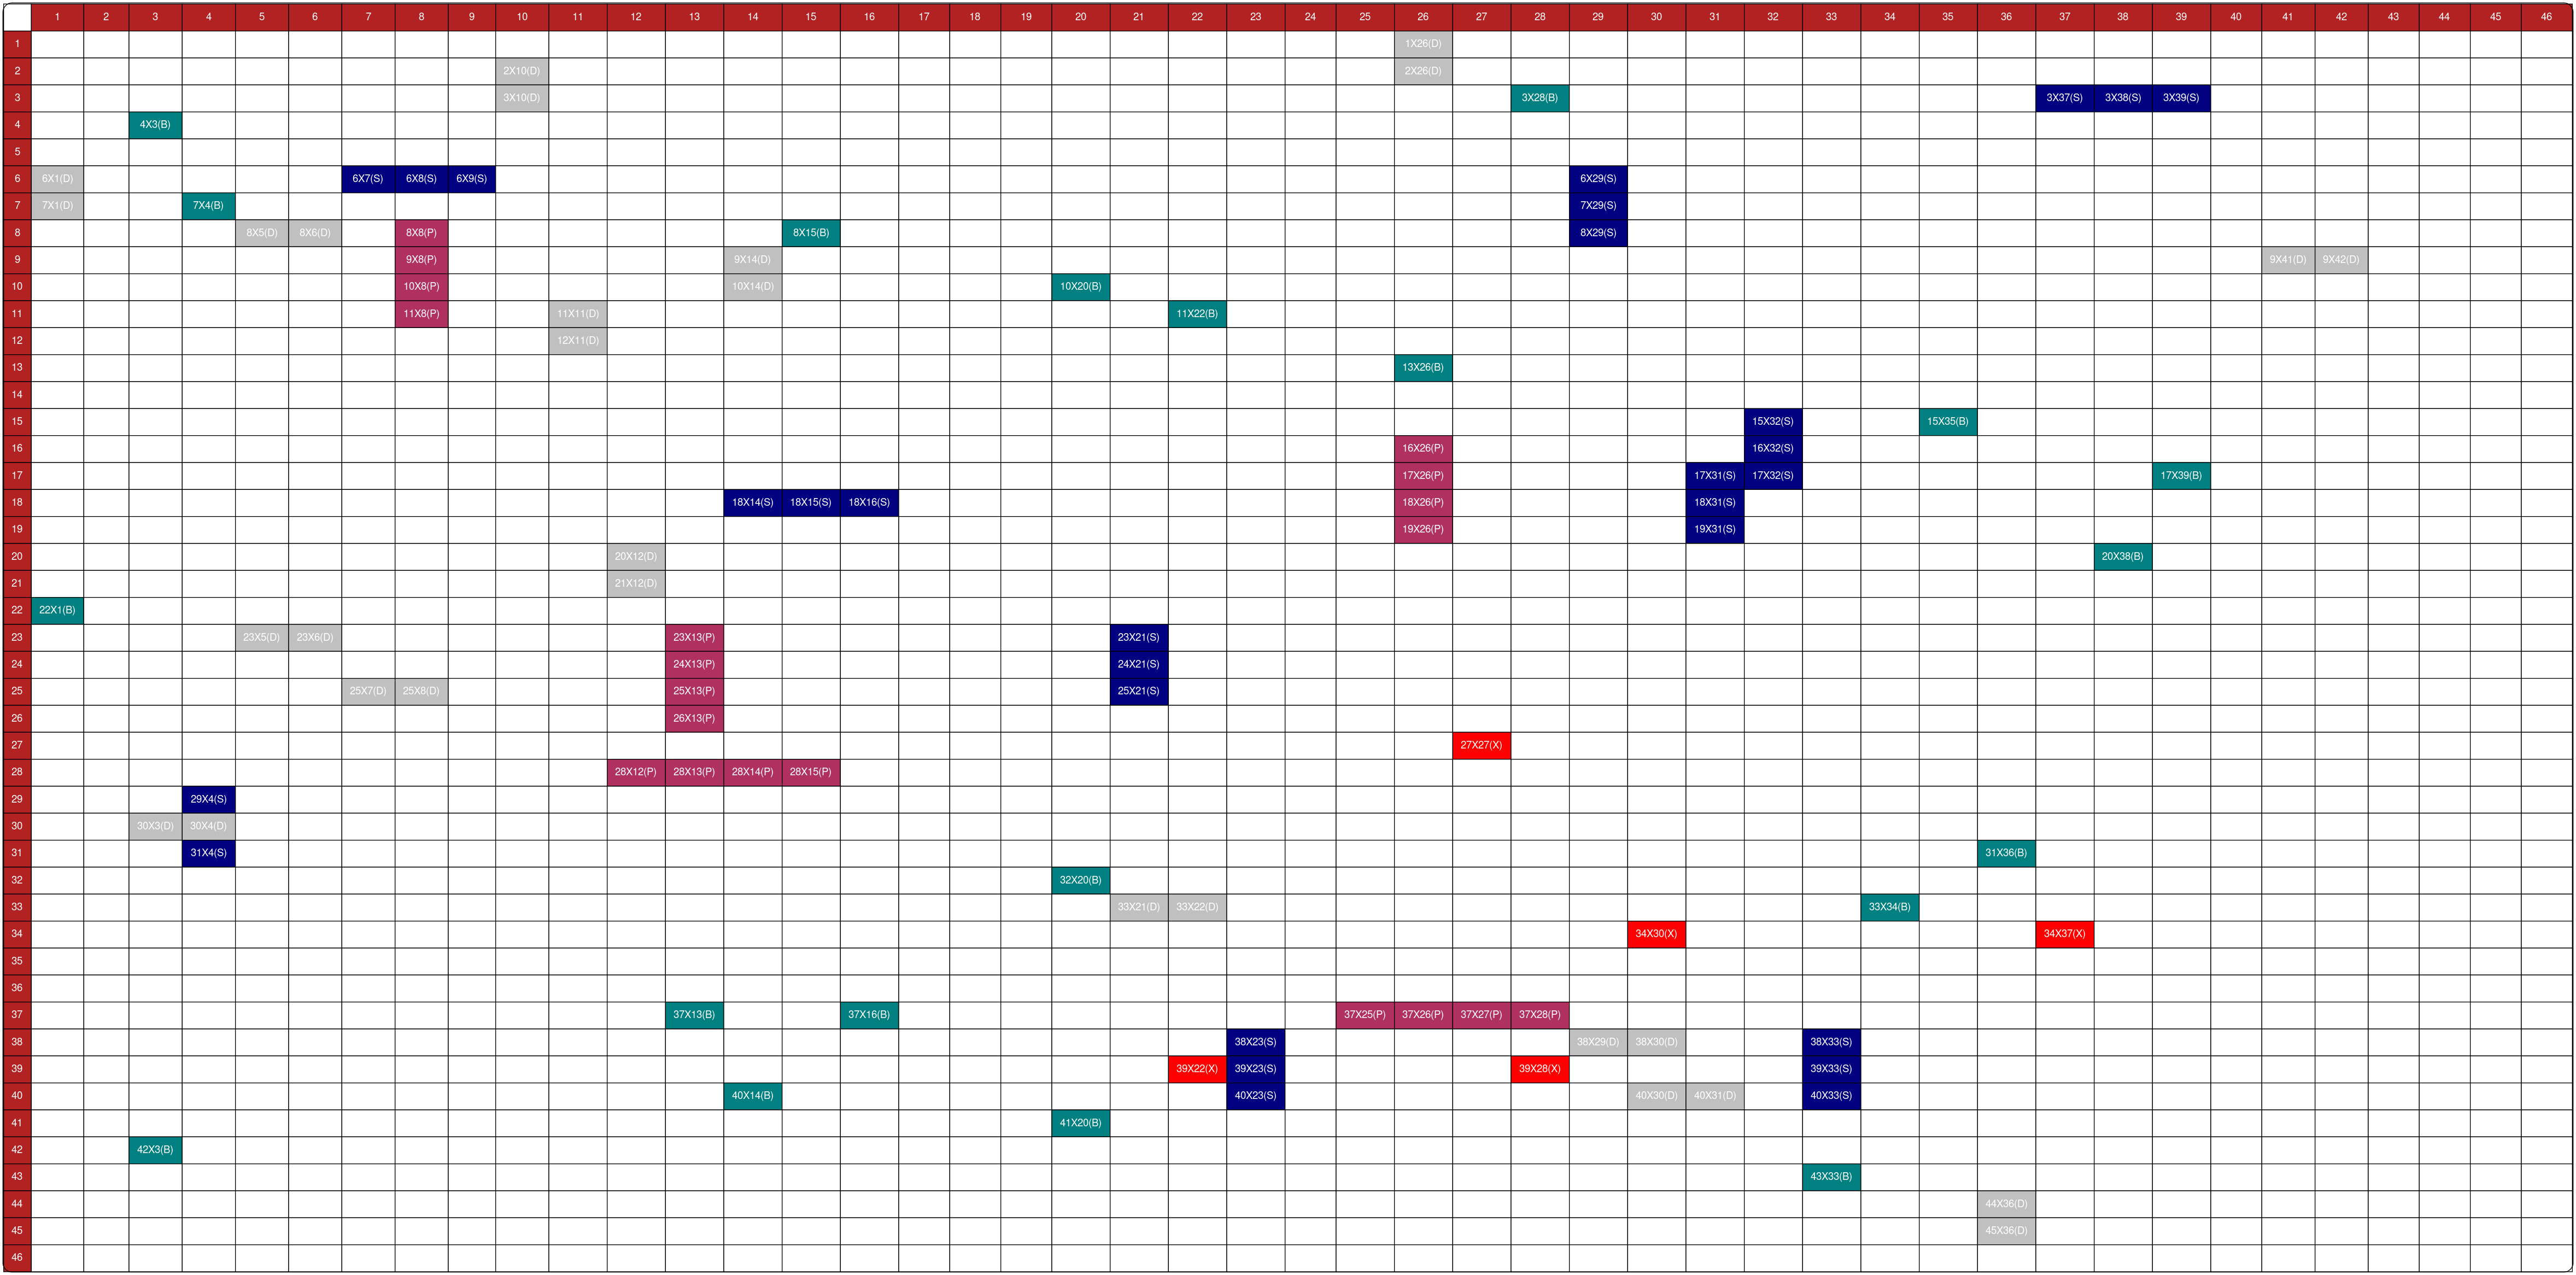 1 2 3 4 5 6 7 8 9 10 11 12 13 14 15 16 17 18 19 20 21 22 23 24 25 26 27 28 29 30 31 32 33 34 35 36 37 38 39 40 41 42 43 44 45 46
1 1X26(D)
2 2X10(D) 2X26(D)
3 3X10(D) 3X28(B) 3X37(S) 3X38(S) 3X39(S)
4 4X3(B)
5
6 6X1(D) 6X7(S) 6X8(S) 6X9(S) 6X29(S)
7 7X1(D) 7X4(B) 7X29(S)
8 8X5(D) 8X6(D) 8X8(P) 8X15(B) 8X29(S)
9 9X8(P) 9X14(D) 9X41(D) 9X42(D)
10 10X8(P) 10X14(D) 10X20(B)
11 11X8(P) 11X11(D) 11X22(B)
12 12X11(D)
13 13X26(B)
14
15 15X32(S) 15X35(B)
16 16X26(P) 16X32(S)
17 17X26(P) 17X31(S) 17X32(S) 17X39(B)
18 18X14(S) 18X15(S) 18X16(S) 18X26(P) 18X31(S)
19 19X26(P) 19X31(S)
20 20X12(D) 20X38(B)
21 21X12(D)
22 22X1(B)
23 23X5(D) 23X6(D) 23X13(P) 23X21(S)
24 24X13(P) 24X21(S)
25 25X7(D) 25X8(D) 25X13(P) 25X21(S)
26 26X13(P)
27 27X27(X)
28 28X12(P) 28X13(P) 28X14(P) 28X15(P)
29 29X4(S)
30 30X3(D) 30X4(D)
31 31X4(S) 31X36(B)
32 32X20(B)
33 33X21(D) 33X22(D) 33X34(B)
34 34X30(X) 34X37(X)
35
36
37 37X13(B) 37X16(B) 37X25(P) 37X26(P) 37X27(P) 37X28(P)
38 38X23(S) 38X29(D) 38X30(D) 38X33(S)
39 39X22(X) 39X23(S) 39X28(X) 39X33(S)
40 40X14(B) 40X23(S) 40X30(D) 40X31(D) 40X33(S)
41 41X20(B)
42 42X3(B)
43 43X33(B)
44 44X36(D)
45 45X36(D)
46